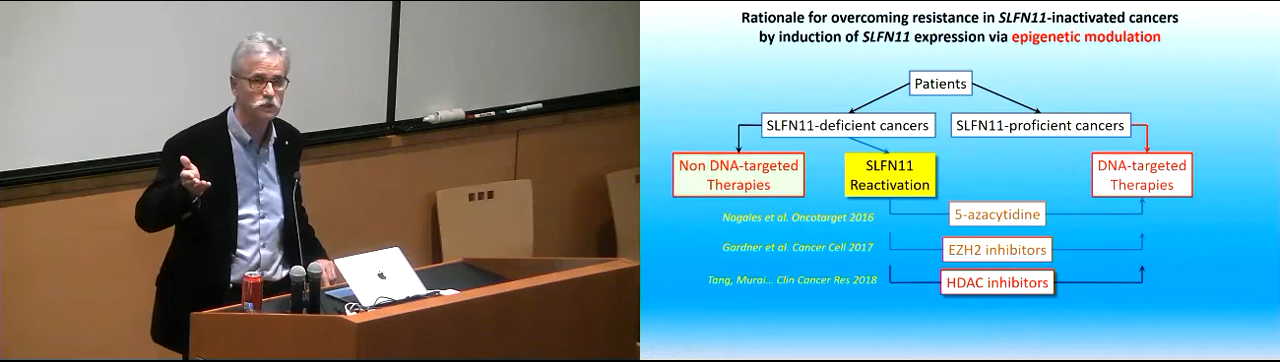 Rationale for overcoming resistance in SLFN11-inactivated cancers
by induction of SLFN11 expression via epigenetic modulation
Patients
SLFN11-deficient cancers
SLFN11-proficient cancers
Non DNA-targeted
Therapies
SLFN11
Reactivation
DNA-targeted
Therapies
Nogales et al. Oncotarget 2016
5-azacytidine
Gardner et al. Cancer Cell 2017
EZH2 inhibitors
Tang, Murai... Clin Cancer Res 2018
HDAC inhibitors